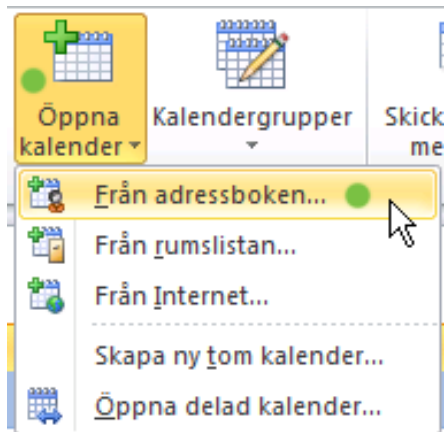 Öppna
kalender
Kalendergrupper
Skick
me
Från adressboken...
Från rumslistan...
Från Internet...
Skapa ny tom kalender...
Öppna delad kalender...